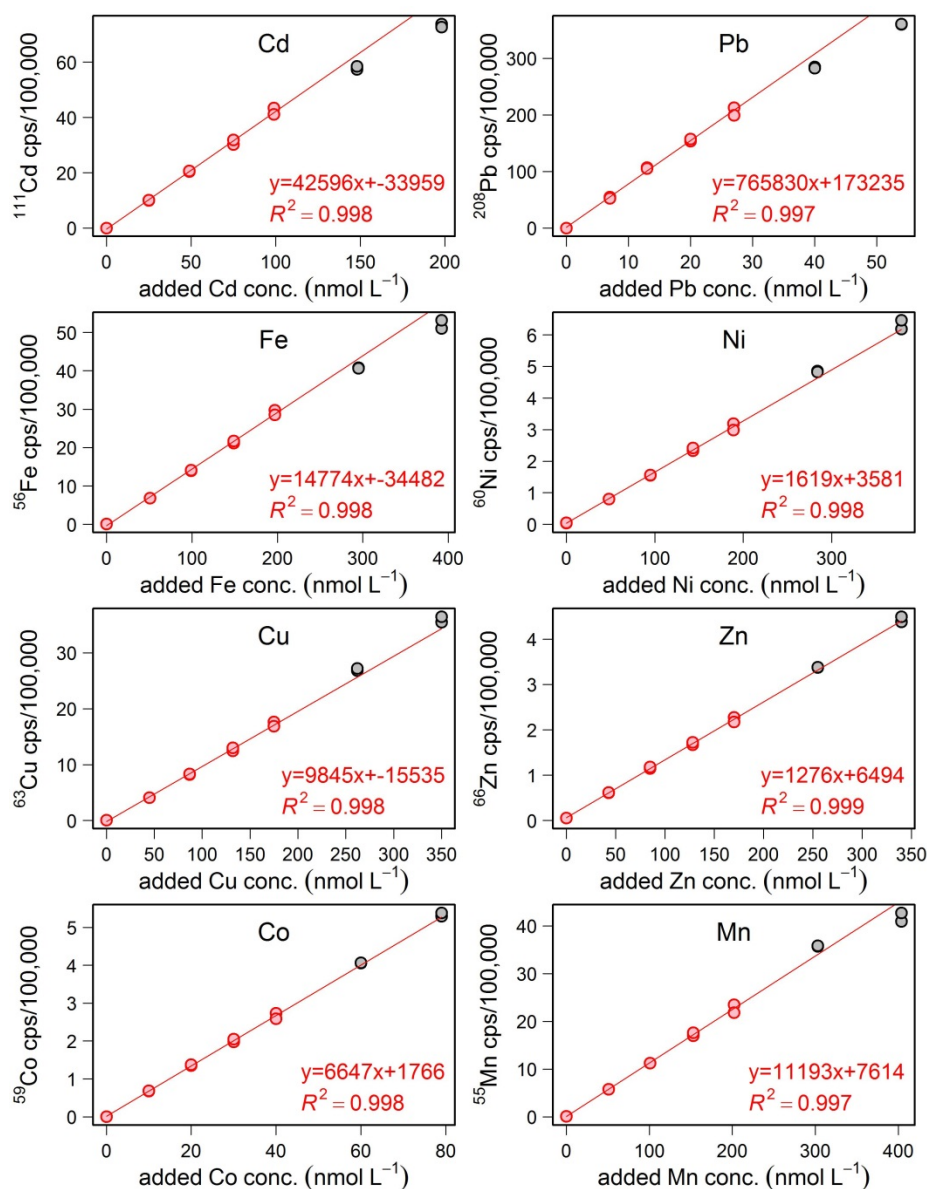 Cd
¹¹¹Cd cps/100,000
60
40
20
0
y=42596x+-33959
R² = 0.998
0 50 100 150 200
added Cd conc. (nmol L⁻¹)
Pb
²⁰⁸Pb cps/100,000
300
200
100
0
y=765830x+173235
R² = 0.997
0 10 20 30 40 50
added Pb conc. (nmol L⁻¹)
Fe
⁵⁶Fe cps/100,000
50
40
30
20
10
0
y=14774x+-34482
R² = 0.998
0 100 200 300 400
added Fe conc. (nmol L⁻¹)
Ni
⁶⁰Ni cps/100,000
6
5
4
3
2
1
0
y=1619x+3581
R² = 0.998
0 100 200 300
added Ni conc. (nmol L⁻¹)
Cu
⁶³Cu cps/100,000
30
20
10
0
y=9845x+-15535
R² = 0.998
0 50 100 150 200 250 300 350
added Cu conc. (nmol L⁻¹)
Zn
⁶⁶Zn cps/100,000
4
3
2
1
0
y=1276x+6494
R² = 0.999
0 50 100 150 200 250 300 350
added Zn conc. (nmol L⁻¹)
Co
⁵⁹Co cps/100,000
5
4
3
2
1
0
y=6647x+1766
R² = 0.998
0 20 40 60 80
added Co conc. (nmol L⁻¹)
Mn
⁵⁵Mn cps/100,000
40
30
20
10
0
y=11193x+7614
R² = 0.997
0 100 200 300 400
added Mn conc. (nmol L⁻¹)